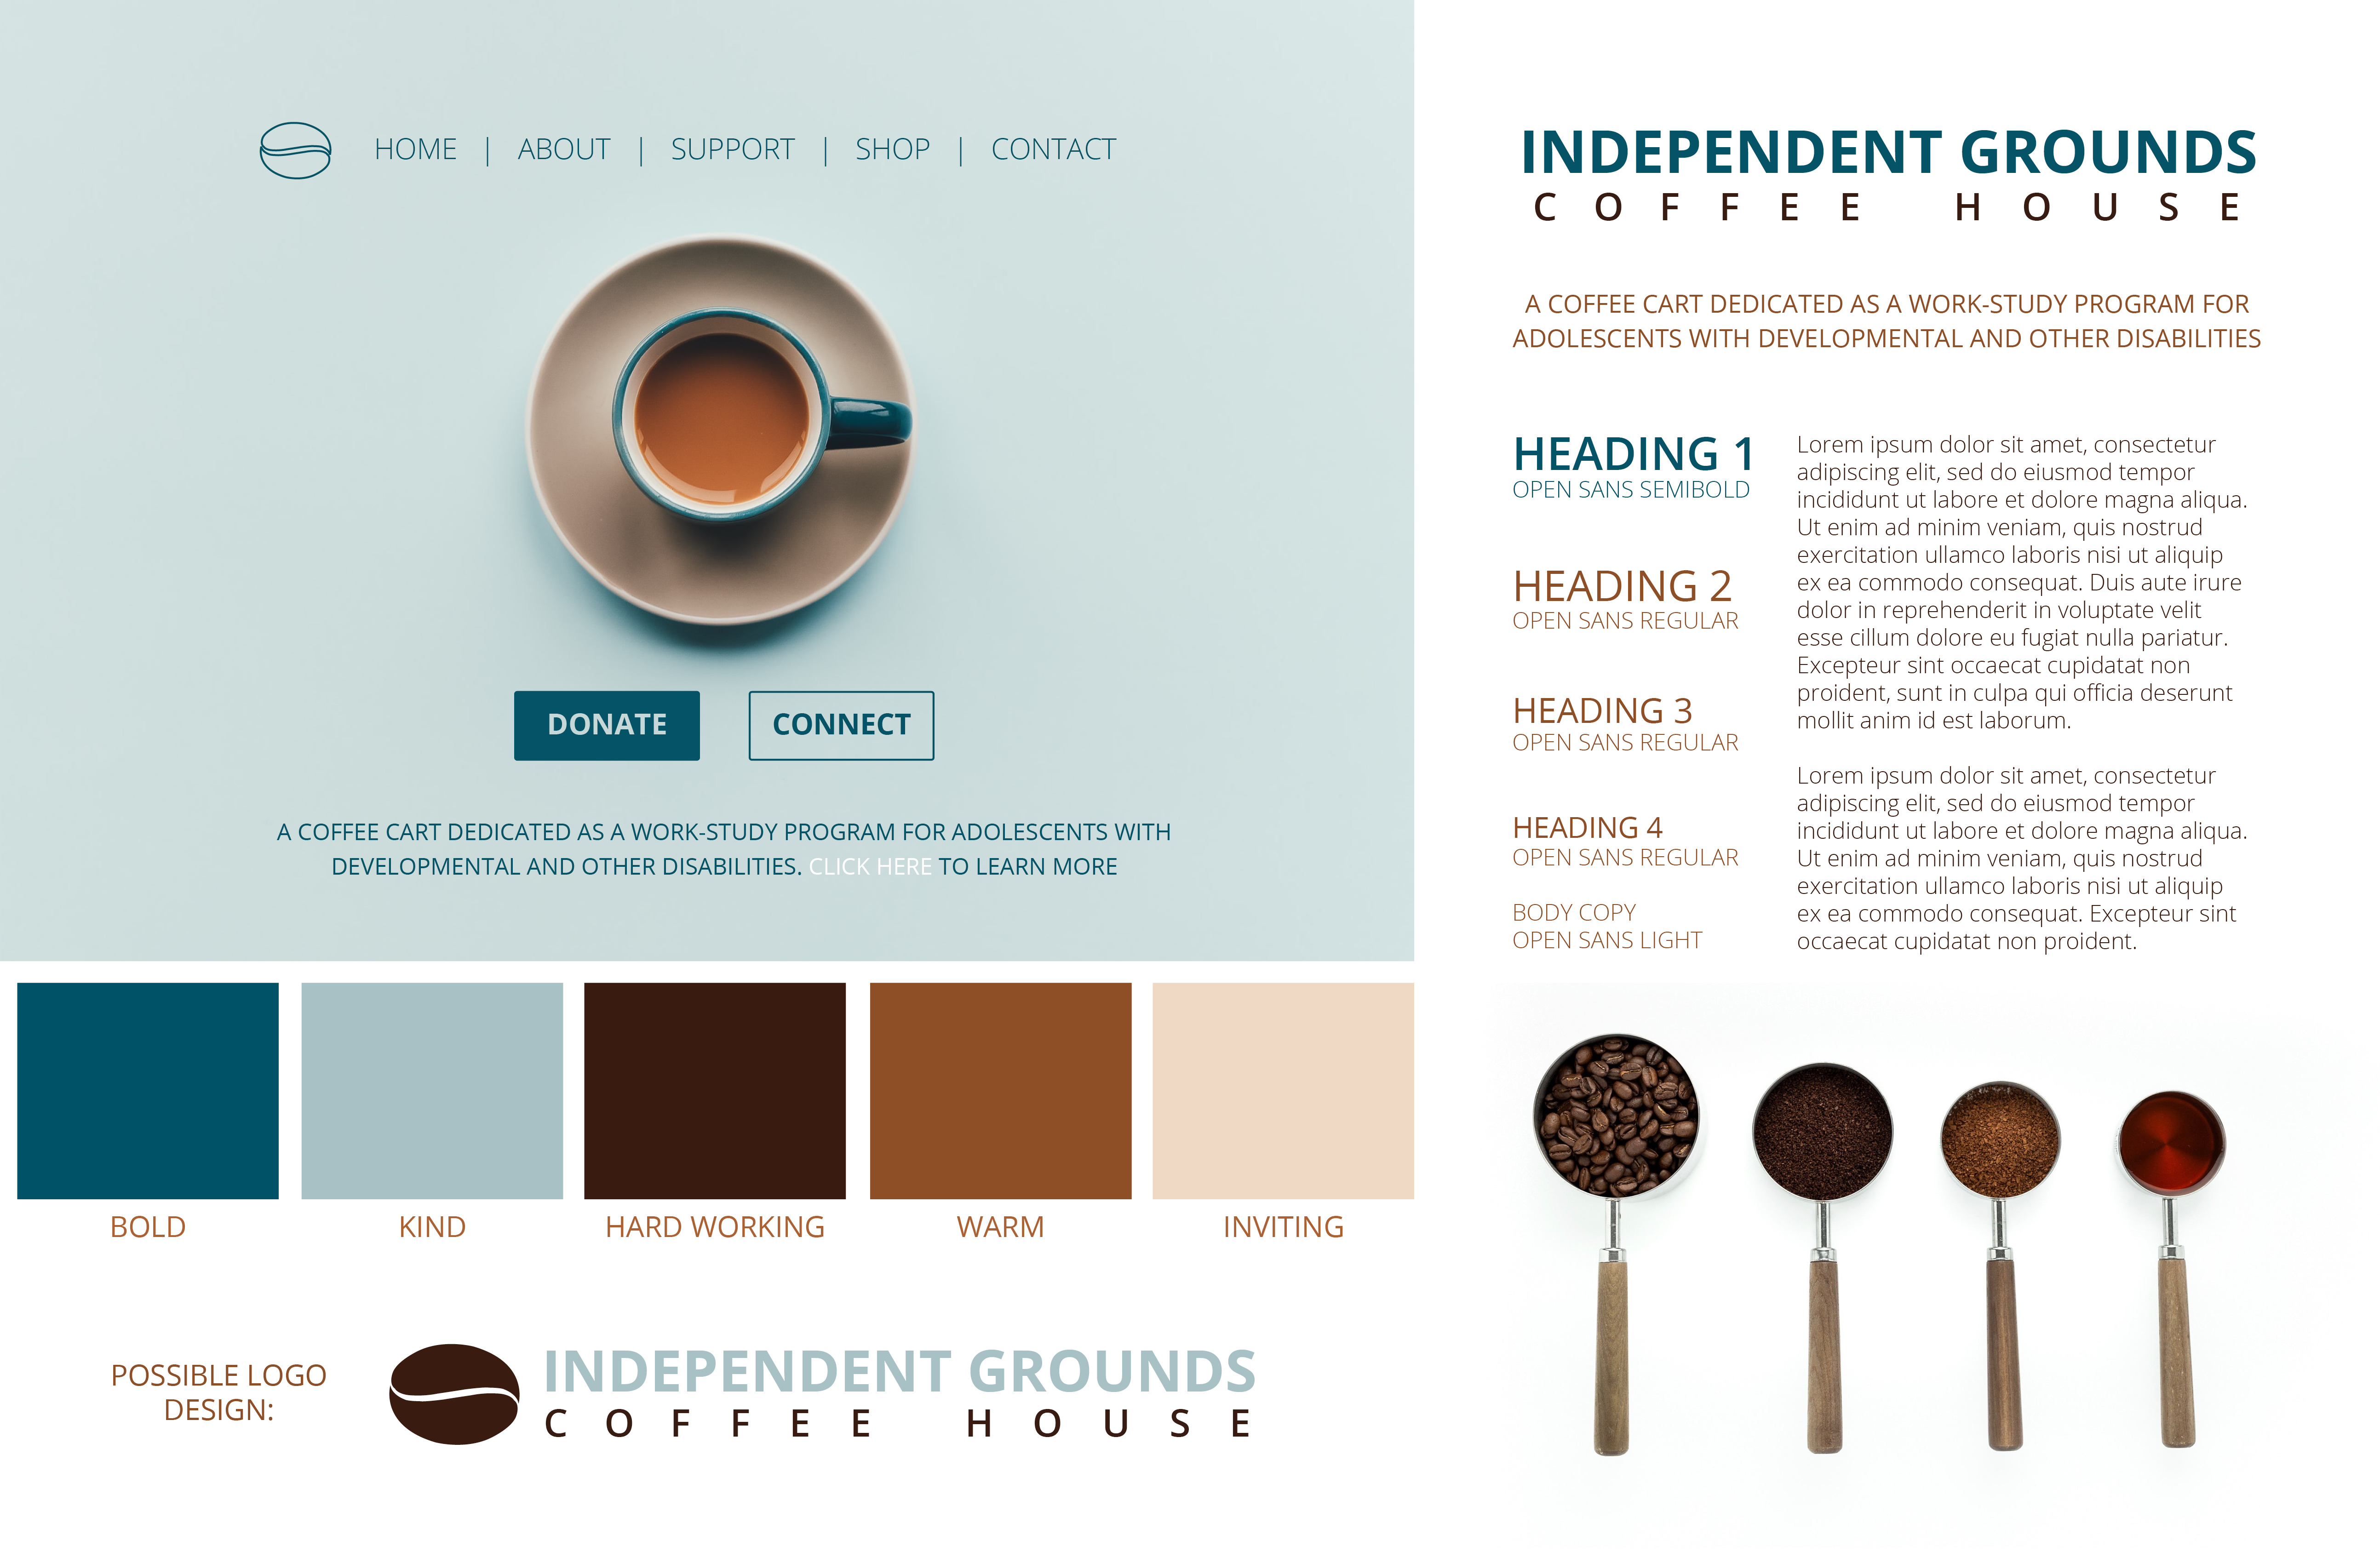 HOME | ABOUT | SUPPORT | SHOP | CONTACT
DONATE
CONNECT
A COFFEE CART DEDICATED AS A WORK-STUDY PROGRAM FOR ADOLESCENTS WITH
DEVELOPMENTAL AND OTHER DISABILITIES. CLICK HERE TO LEARN MORE
BOLD
KIND
HARD WORKING
WARM
INVITING
POSSIBLE LOGO
DESIGN:
INDEPENDENT GROUNDS
COFFEE HOUSE
INDEPENDENT GROUNDS
COFFEE HOUSE
A COFFEE CART DEDICATED AS A WORK-STUDY PROGRAM FOR
ADOLESCENTS WITH DEVELOPMENTAL AND OTHER DISABILITIES
HEADING 1
OPEN SANS SEMIBOLD
HEADING 2
OPEN SANS REGULAR
HEADING 3
OPEN SANS REGULAR
HEADING 4
OPEN SANS REGULAR
BODY COPY
OPEN SANS LIGHT
Lorem ipsum dolor sit amet, consectetur
adipiscing elit, sed do eiusmod tempor
incididunt ut labore et dolore magna aliqua.
Ut enim ad minim veniam, quis nostrud
exercitation ullamco laboris nisi ut aliquip
ex ea commodo consequat. Duis aute irure
dolor in reprehenderit in voluptate velit
esse cillum dolore eu fugiat nulla pariatur.
Excepteur sint occaecat cupidatat non
proident, sunt in culpa qui officia deserunt
mollit anim id est laborum.
Lorem ipsum dolor sit amet, consectetur
adipiscing elit, sed do eiusmod tempor
incididunt ut labore et dolore magna aliqua.
Ut enim ad minim veniam, quis nostrud
exercitation ullamco laboris nisi ut aliquip
ex ea commodo consequat. Excepteur sint
occaecat cupidatat non proident.